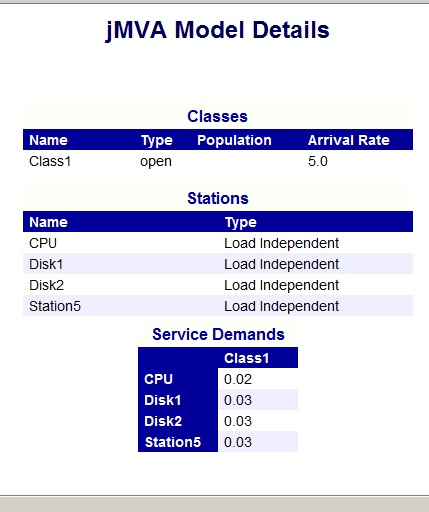 jMVA Model Details
Classes
Name Type Population Arrival Rate
Class1 open 5.0
Stations
Name Type
CPU Load Independent
Disk1 Load Independent
Disk2 Load Independent
Station5 Load Independent
Service Demands
Class1
CPU 0.02
Disk1 0.03
Disk2 0.03
Station5 0.03